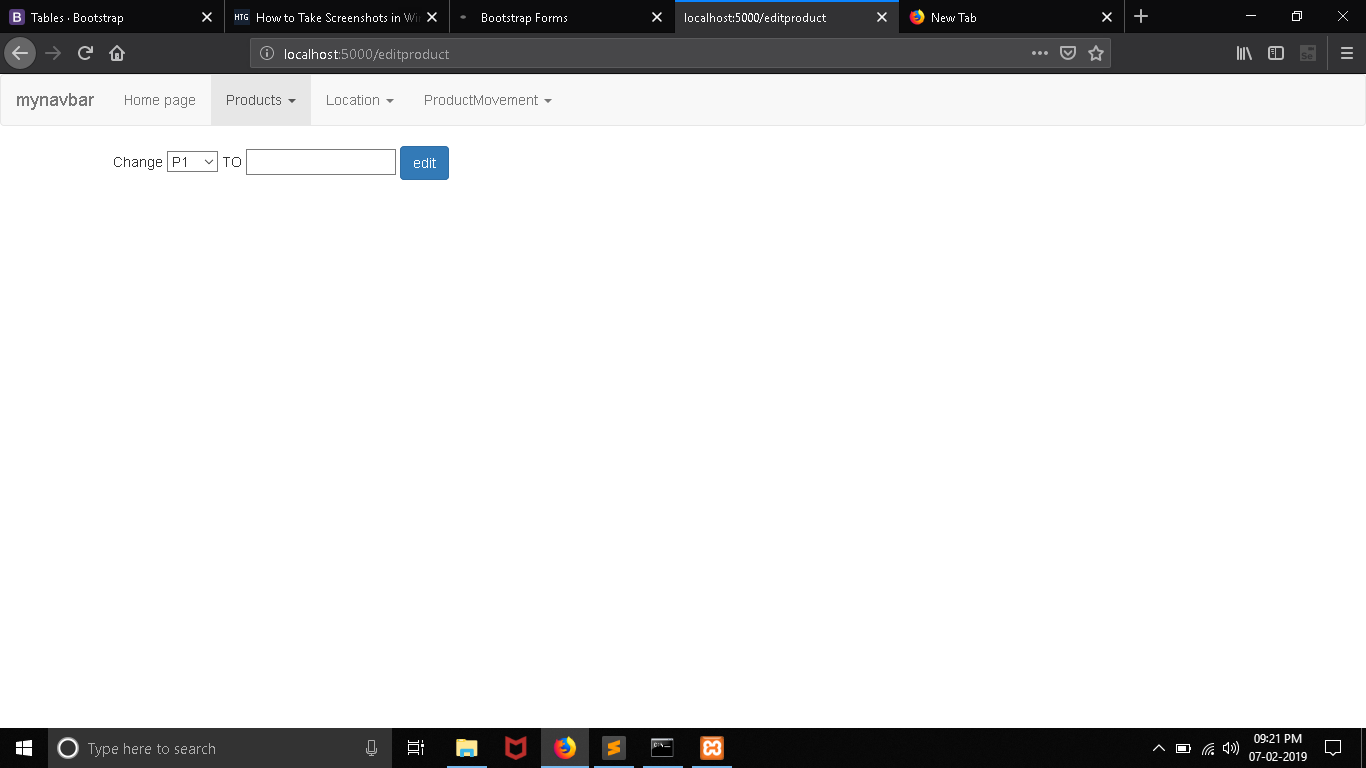 B Tables · Bootstrap
HTG How to Take Screenshots in Wi
Bootstrap Forms
localhost:5000/editproduct
New Tab
localhost:5000/editproduct
Se
mynavbar Home page Products Location ProductMovement
Change P1 TO edit
Type here to search
09:21 PM
07-02-2019